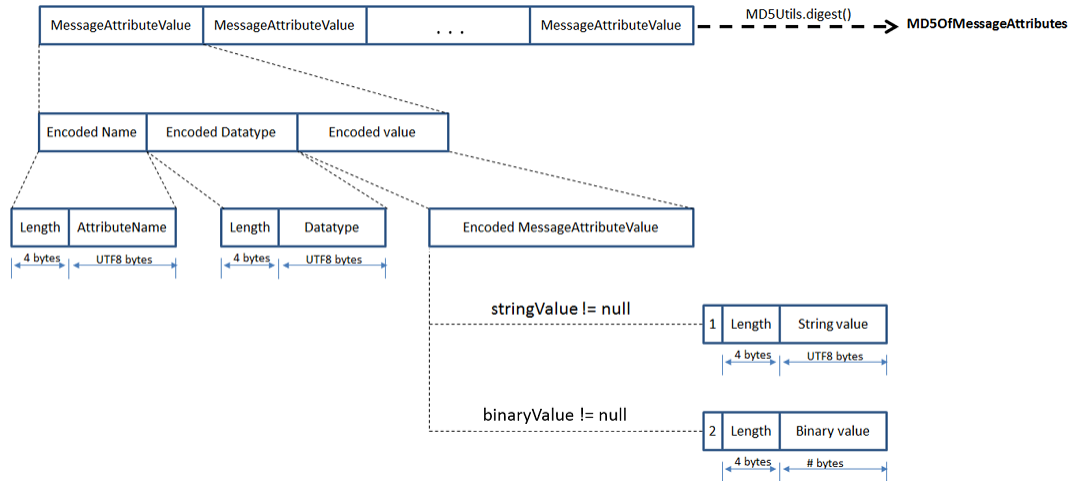 MessageAttributeValue MessageAttributeValue . . . MessageAttributeValue MD5Utils.digest() MD5OfMessageAttributes
Encoded Name Encoded Datatype Encoded value
Length AttributeName Length Datatype Encoded MessageAttributeValue
4 bytes UTF8 bytes 4 bytes UTF8 bytes
stringValue != null 1 Length String value
4 bytes UTF8 bytes
binaryValue != null 2 Length Binary value
4 bytes # bytes